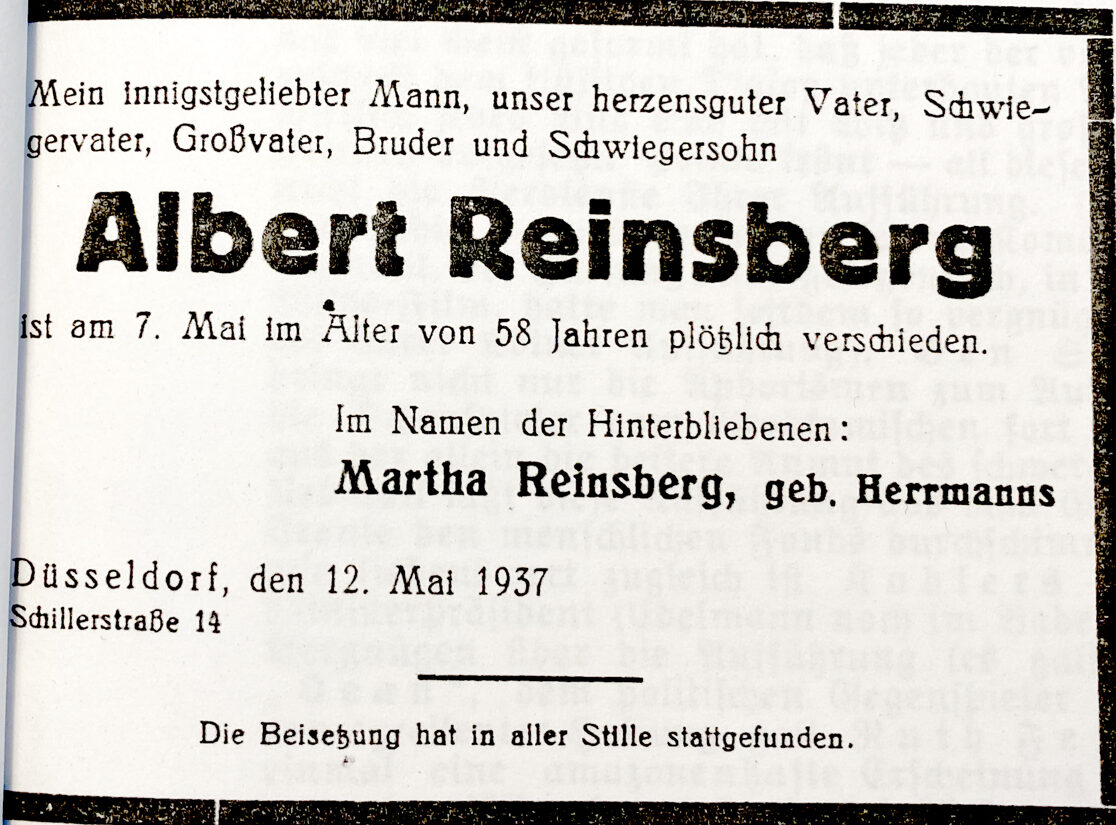 Mein innigstgeliebter Mann, unser herzensguter Vater, Schwie-
gervater, Großvater, Bruder und Schwiegersohn
Albert Reinsberg
ist am 7. Mai im Alter von 58 Jahren plötzlich verschieden.
Im Namen der Hinterbliebenen:
Martha Reinsberg, geb. Herrmanns
Düsseldorf, den 12. Mai 1937
Schillerstraße 14
Die Beisetzung hat in aller Stille stattgefunden.